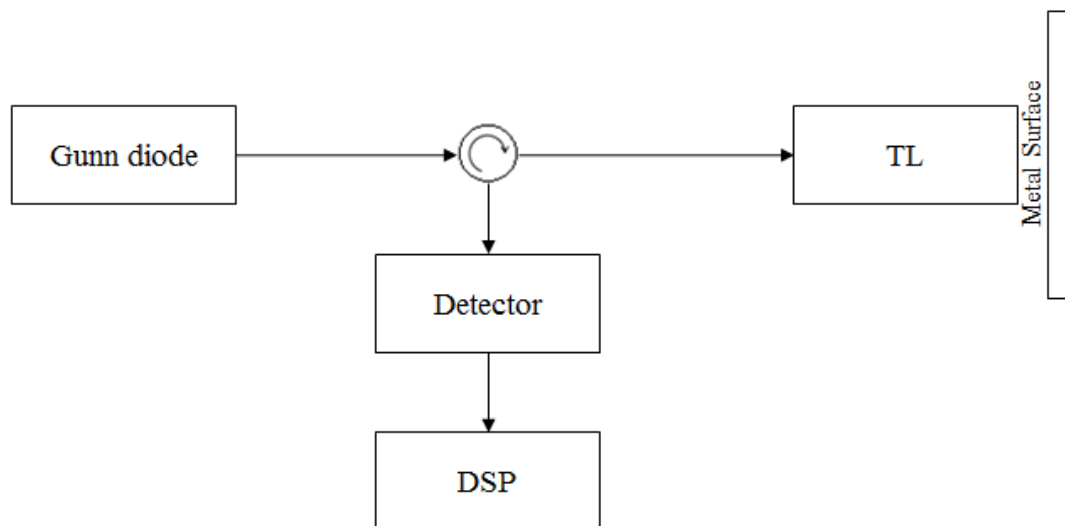 Gunn diode
TL
Metal Surface
Detector
DSP